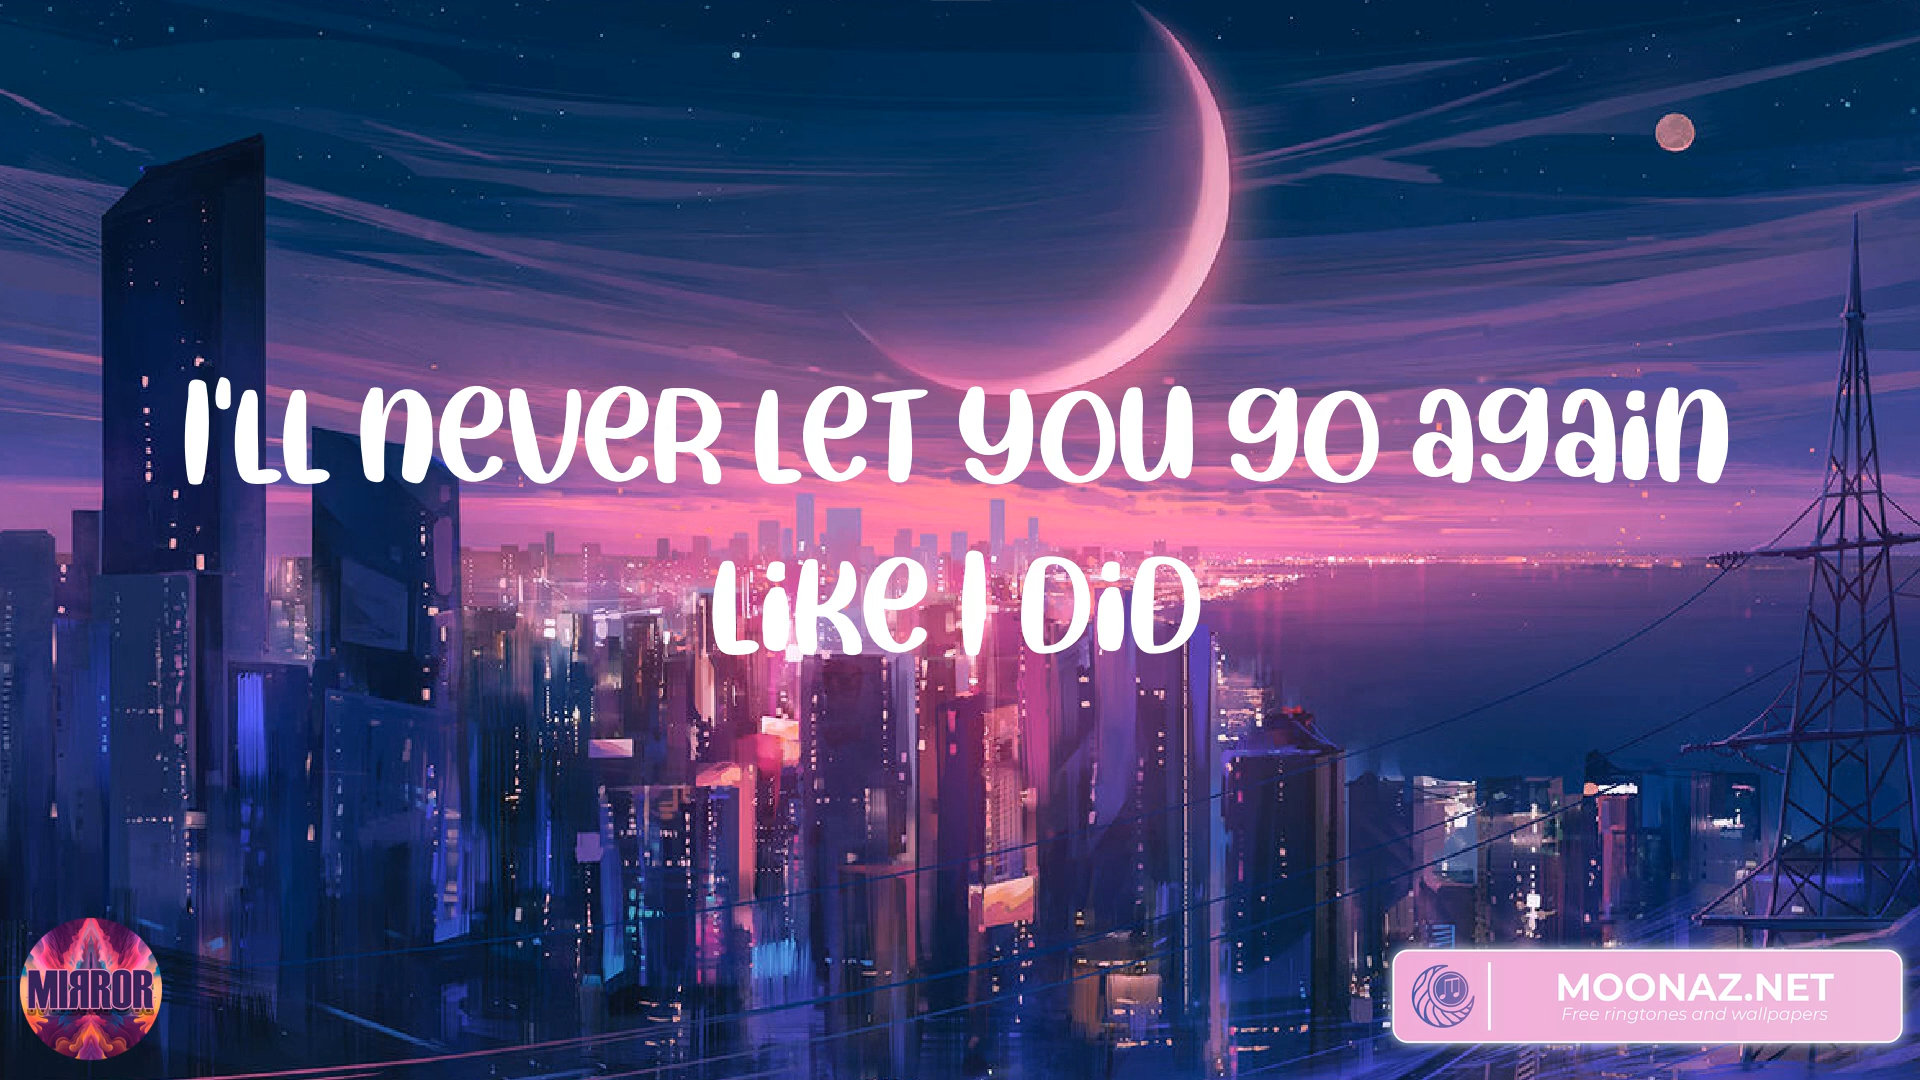 I'll never let you go again
like I did
MIRROR
MOONAZ.NET
Free ringtones and wallpapers